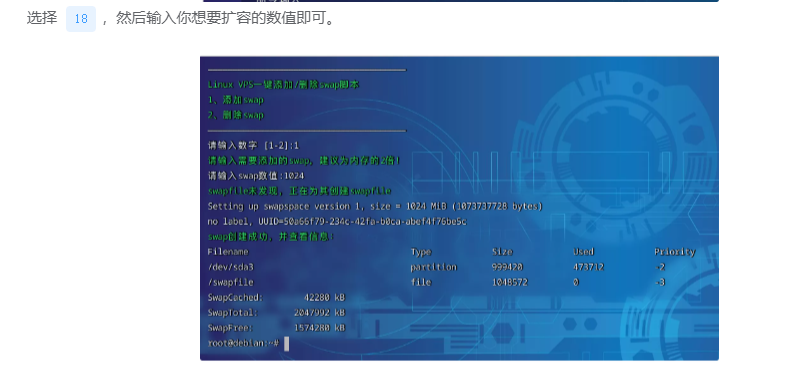 选择 18 ，然后输入你想要扩容的数值即可。
Linux VPS一键添加/删除swap脚本
1、添加swap
2、删除swap
请输入数字 [1-2]:1
请输入需要添加的swap，建议为内存的2倍！
请输入swap数值:1024
swapfile未发现，正在为其创建swapfile
Setting up swapspace version 1, size = 1024 MiB (1073737728 bytes)
no label, UUID=50a66f79-234c-42fa-b0ca-abef4f76be5c
swap创建成功，并查看信息！
Filename Type Size Used Priority
/dev/sda3 partition 999420 473712 -2
/swapfile file 1048572 0 -3
SwapCached: 42280 kB
SwapTotal: 2047992 kB
SwapFree: 1574280 kB
root@debian:~#